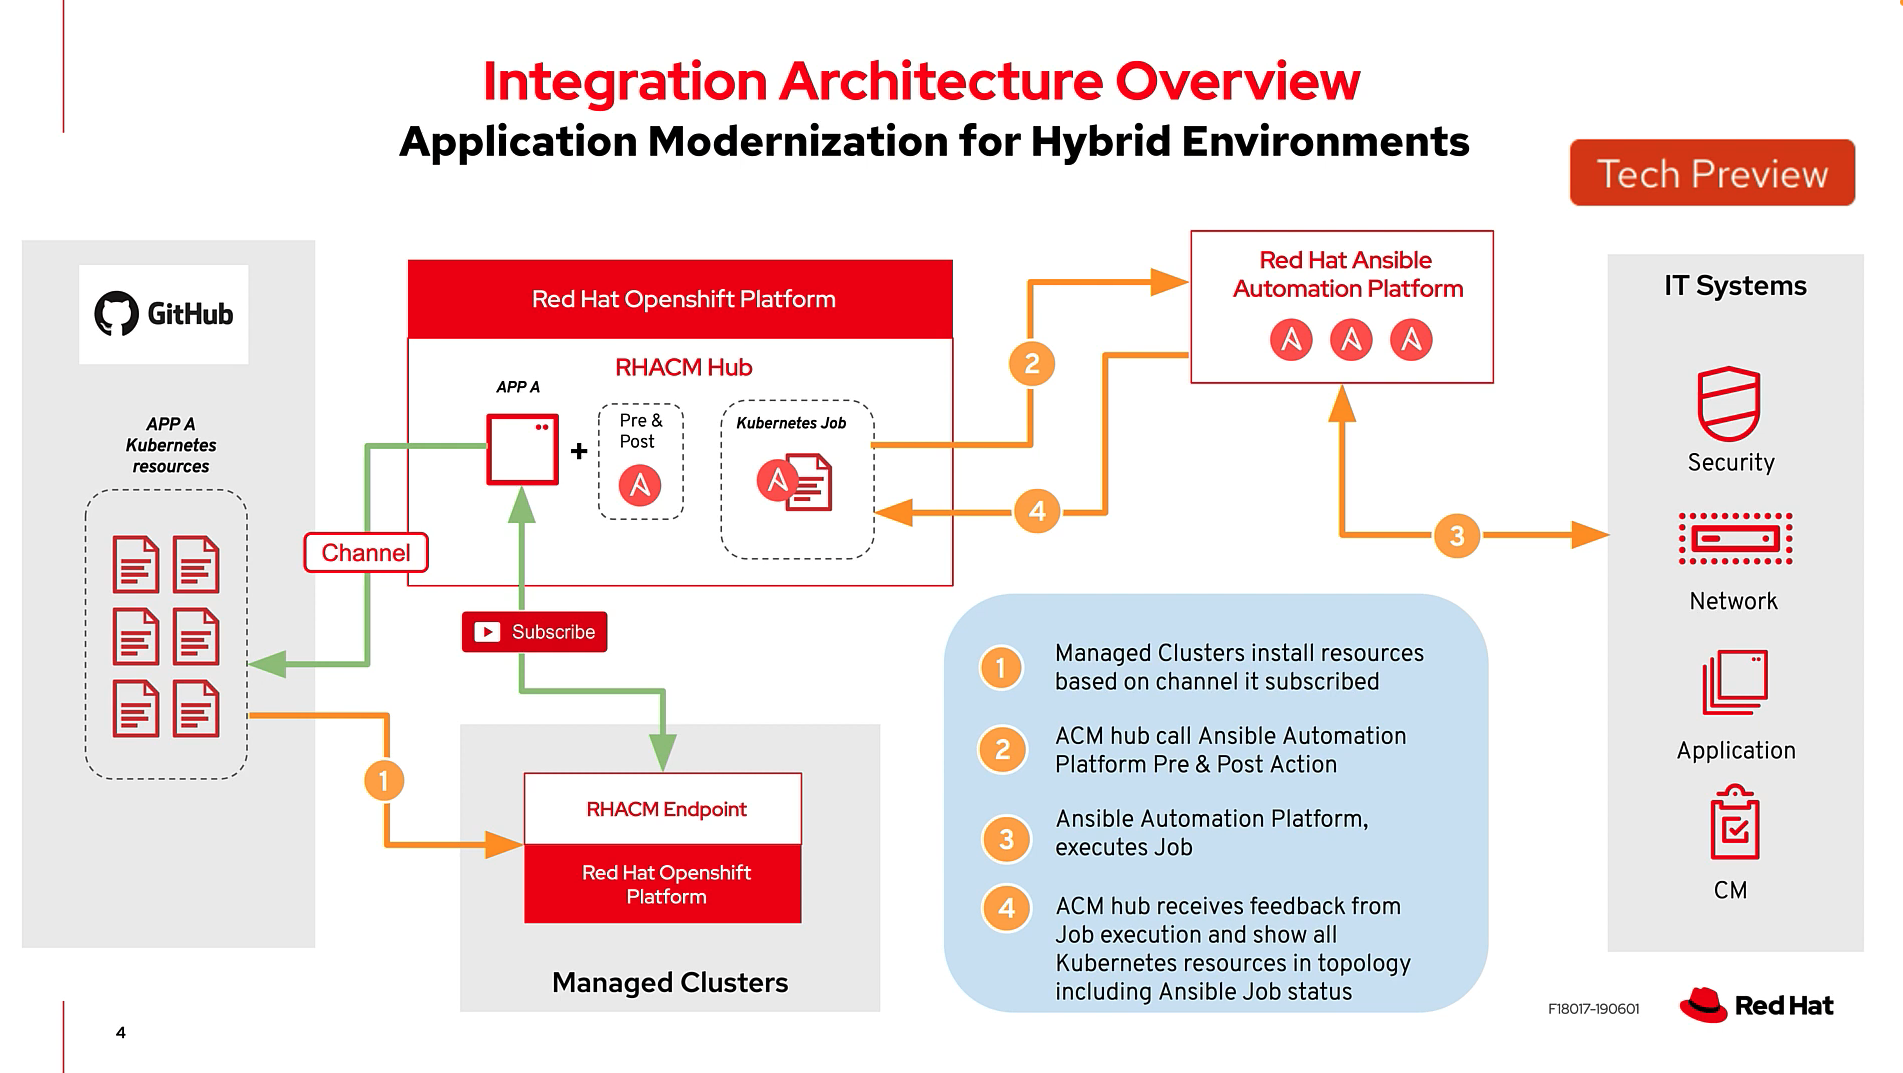 Integration Architecture Overview
Application Modernization for Hybrid Environments
Tech Preview
GitHub
APP A
Kubernetes
resources
Channel
Red Hat Openshift Platform
RHACM Hub
APP A
+
Pre &
Post
Kubernetes Job
Subscribe
1
RHACM Endpoint
Red Hat Openshift
Platform
Managed Clusters
2
4
Red Hat Ansible
Automation Platform
3
IT Systems
Security
Network
Application
CM
1
Managed Clusters install resources
based on channel it subscribed
2
ACM hub call Ansible Automation
Platform Pre & Post Action
3
Ansible Automation Platform,
executes Job
4
ACM hub receives feedback from
Job execution and show all
Kubernetes resources in topology
including Ansible Job status
F18017-190601
Red Hat
4